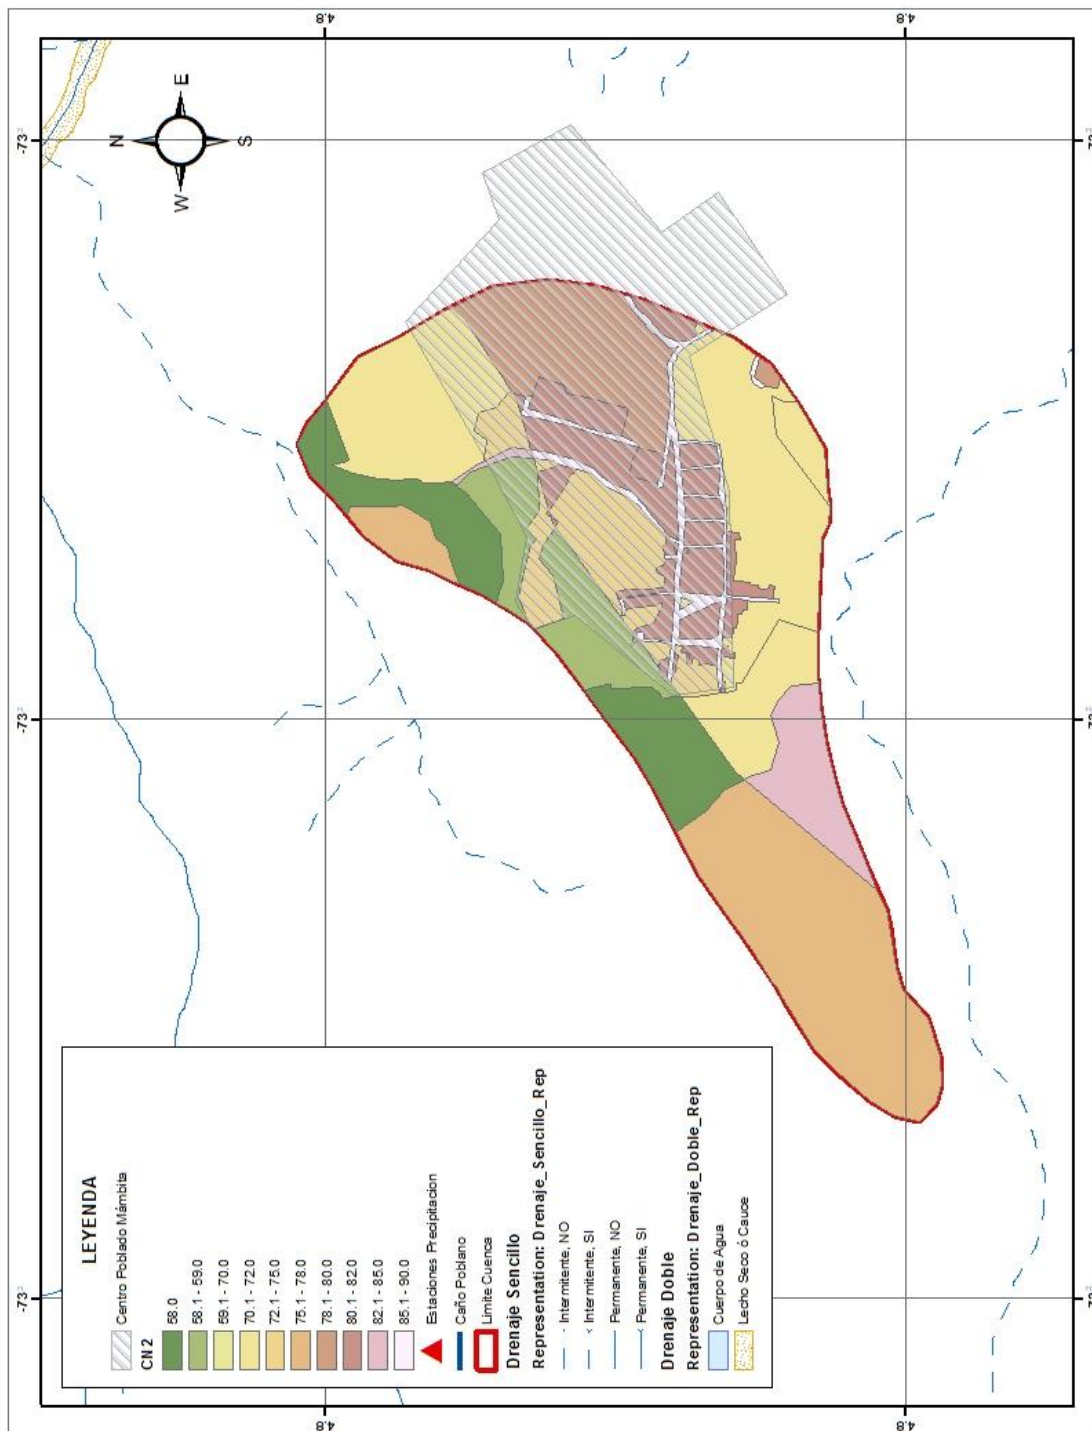 LEYENDA
Centro Poblado Mámbita
CN2
58.0
58.1 - 59.0
59.1 - 70.0
70.1 - 72.0
72.1 - 75.0
75.1 - 78.0
78.1 - 80.0
80.1 - 82.0
82.1 - 85.0
85.1 - 90.0
Estaciones Precipitacion
Caño Poblano
Limite Cuenca
Drenaje Sencillo
Representation: Drenaje_Sencillo_Rep
Intermitente, NO
Intermitente, SI
Permanente, NO
Permanente, SI
Drenaje Doble
Representation: Drenaje_Doble_Rep
Cuerpo de Agua
Lecho Seco ó Cauce
N
W
E
S
-73
-73
-73
4.8
4.8
4.8
4.8